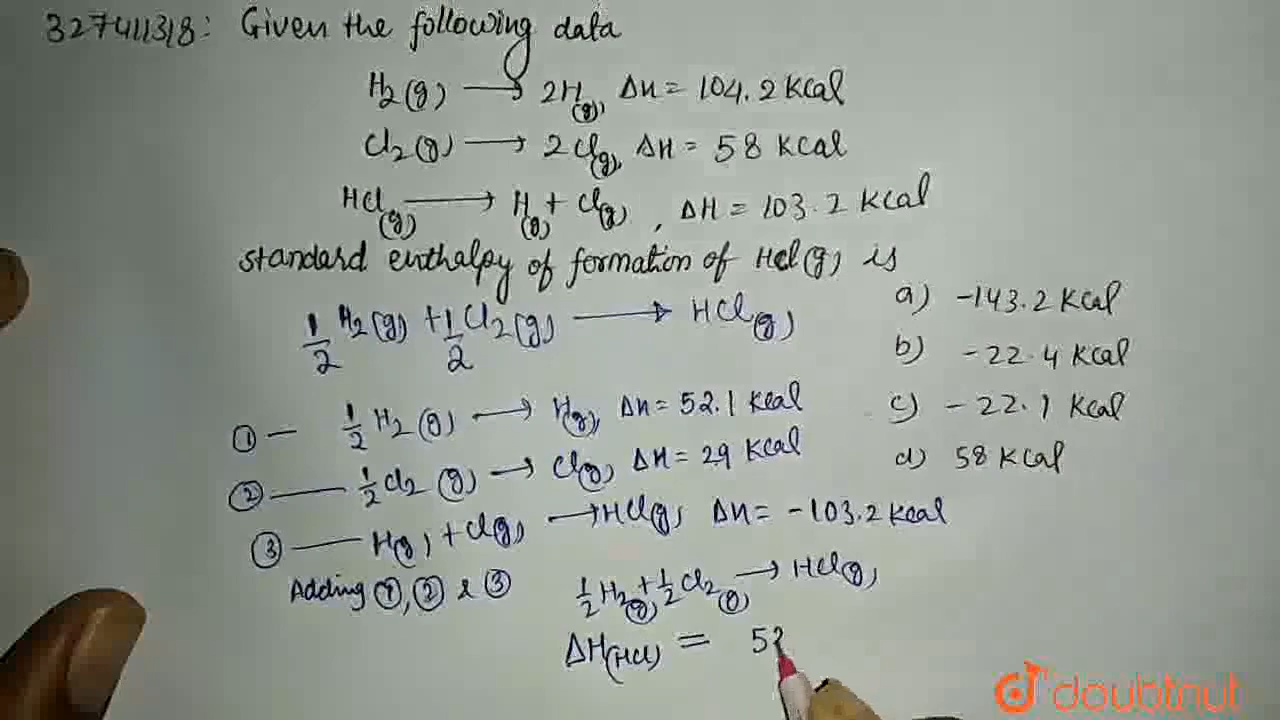 327411318: Given the following data
H2(g) → 2H(g), ΔH = 104.2 Kcal
Cl2(g) → 2Cl(g), ΔH = 58 Kcal
HCl(g) → H(g) + Cl(g), ΔH = 103.2 Kcal
standard enthalpy of formation of Hcl(g) is
1/2 H2(g) + 1/2 Cl2(g) → HCl(g)
a) -143.2 Kcal
b) -22.4 Kcal
c) -22.1 Kcal
d) 58 Kcal
① — 1/2 H2(g) → H(g), ΔH = 52.1 Kcal
② — 1/2 Cl2(g) → Cl(g), ΔH = 29 Kcal
③ — H(g) + Cl(g) → HCl(g), ΔH = -103.2 Kcal
Adding ①, ② & ③ 1/2 H2(g) + 1/2 Cl2(g) → HCl(g)
ΔH(HCl) = 52
doubtnut